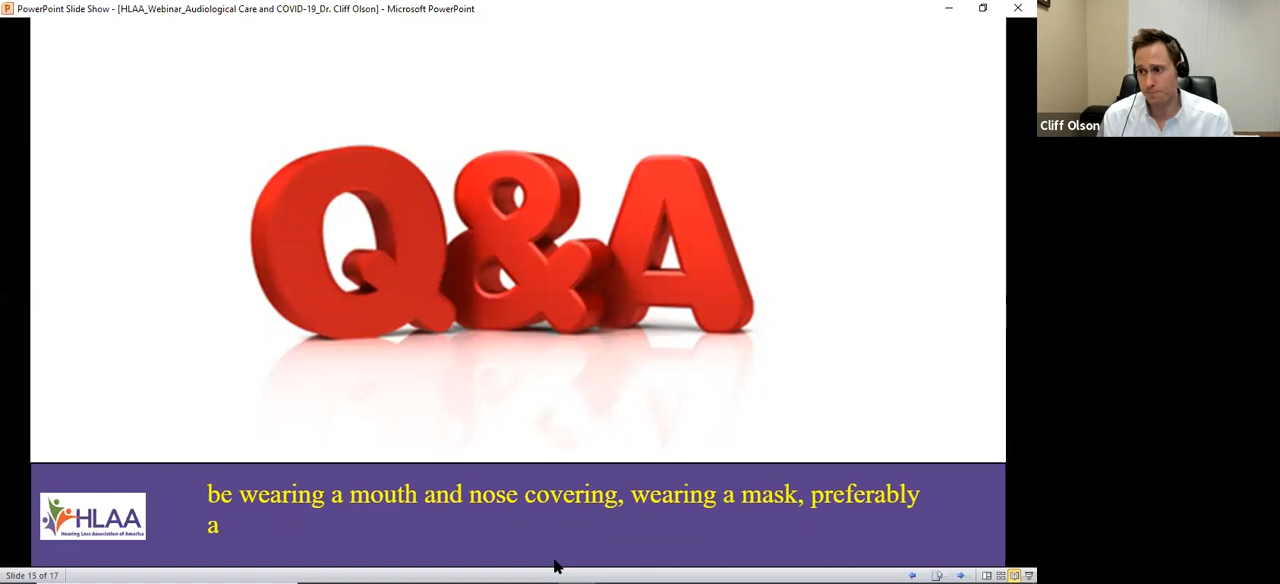 PowerPoint Slide Show - [HLAA_Webinar_Audiological Care and COVID-19_Dr. Cliff Olson] - Microsoft PowerPoint
Cliff Olson
Q&A
be wearing a mouth and nose covering, wearing a mask, preferably
a
HLAA
Hearing Loss Association of America
Slide 15 of 17